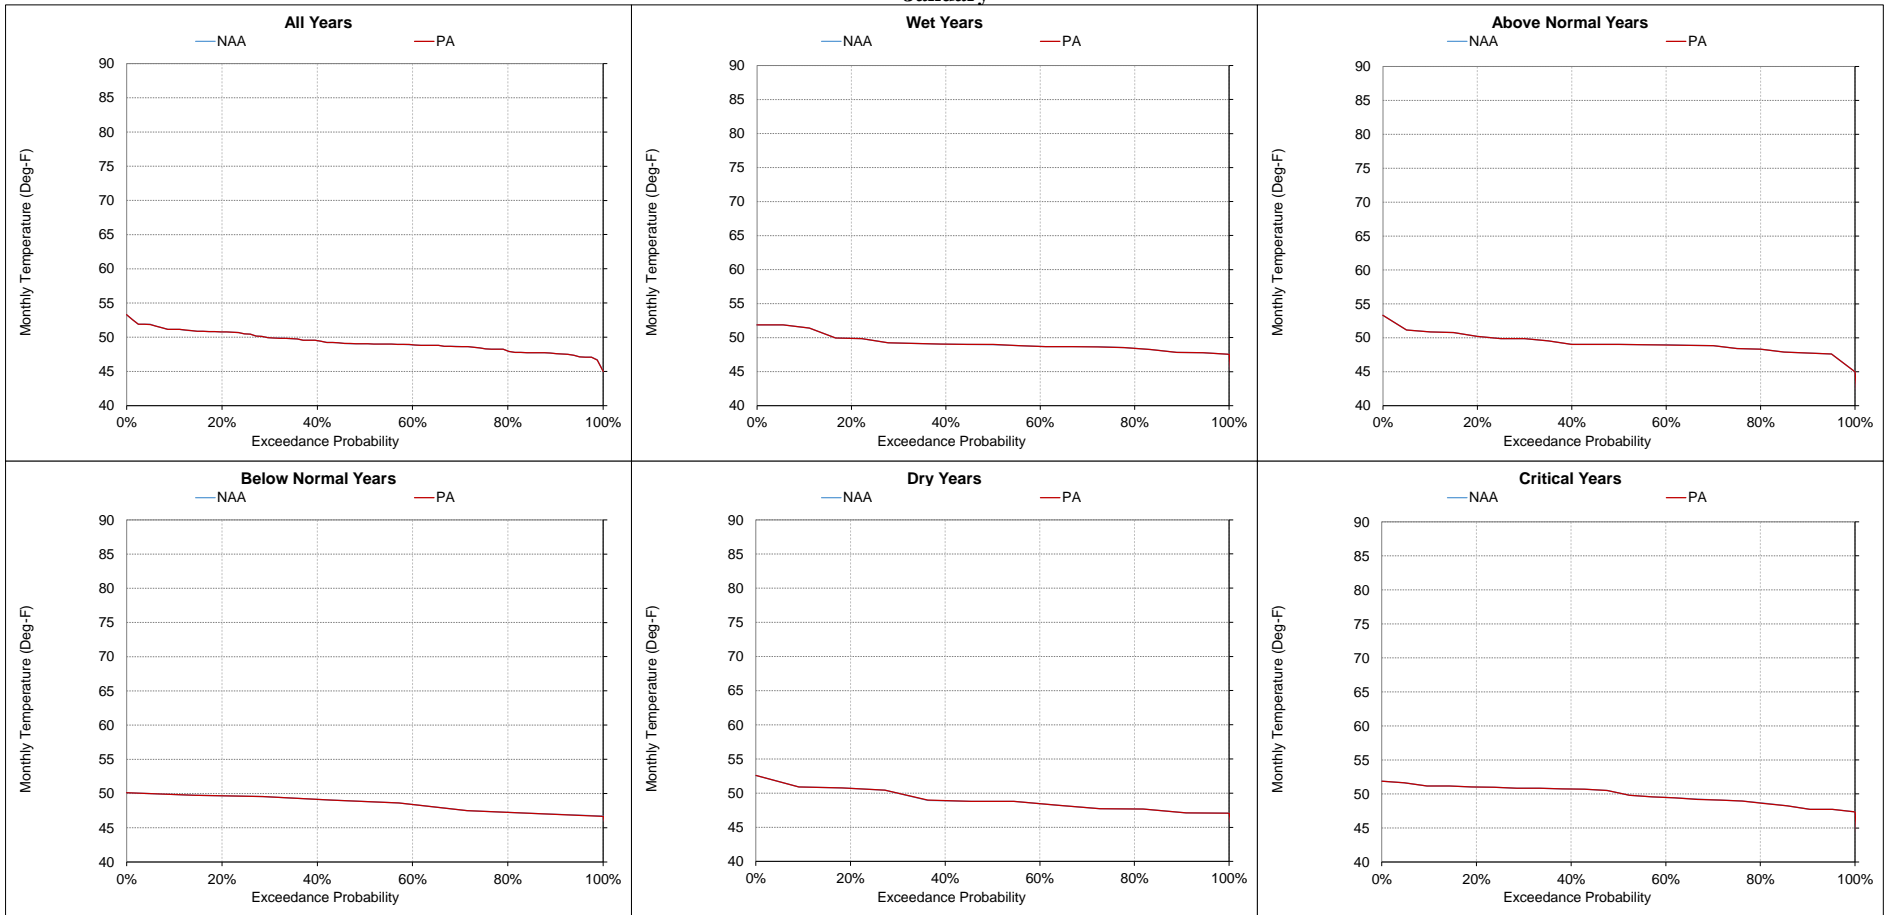 All Years
NAA PA
90
85
80
75
70
65
60
55
50
45
40
Monthly Temperature (Deg-F)
0% 20% 40% 60% 80% 100%
Exceedance Probability
Wet Years
NAA PA
90
85
80
75
70
65
60
55
50
45
40
Monthly Temperature (Deg-F)
0% 20% 40% 60% 80% 100%
Exceedance Probability
Above Normal Years
NAA PA
90
85
80
75
70
65
60
55
50
45
40
Monthly Temperature (Deg-F)
0% 20% 40% 60% 80% 100%
Exceedance Probability
Below Normal Years
NAA PA
90
85
80
75
70
65
60
55
50
45
40
Monthly Temperature (Deg-F)
0% 20% 40% 60% 80% 100%
Exceedance Probability
Dry Years
NAA PA
90
85
80
75
70
65
60
55
50
45
40
Monthly Temperature (Deg-F)
0% 20% 40% 60% 80% 100%
Exceedance Probability
Critical Years
NAA PA
90
85
80
75
70
65
60
55
50
45
40
Monthly Temperature (Deg-F)
0% 20% 40% 60% 80% 100%
Exceedance Probability